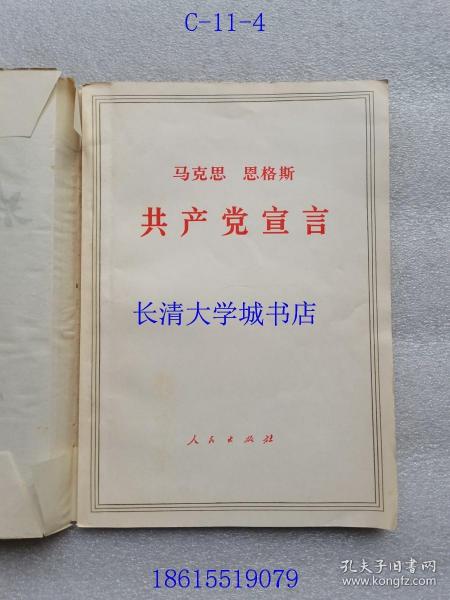 C-11-4
马克思 恩格斯
共产党宣言
长清大学城书店
人民出版社
18615519079
孔夫子旧书网
www.kongfz.com